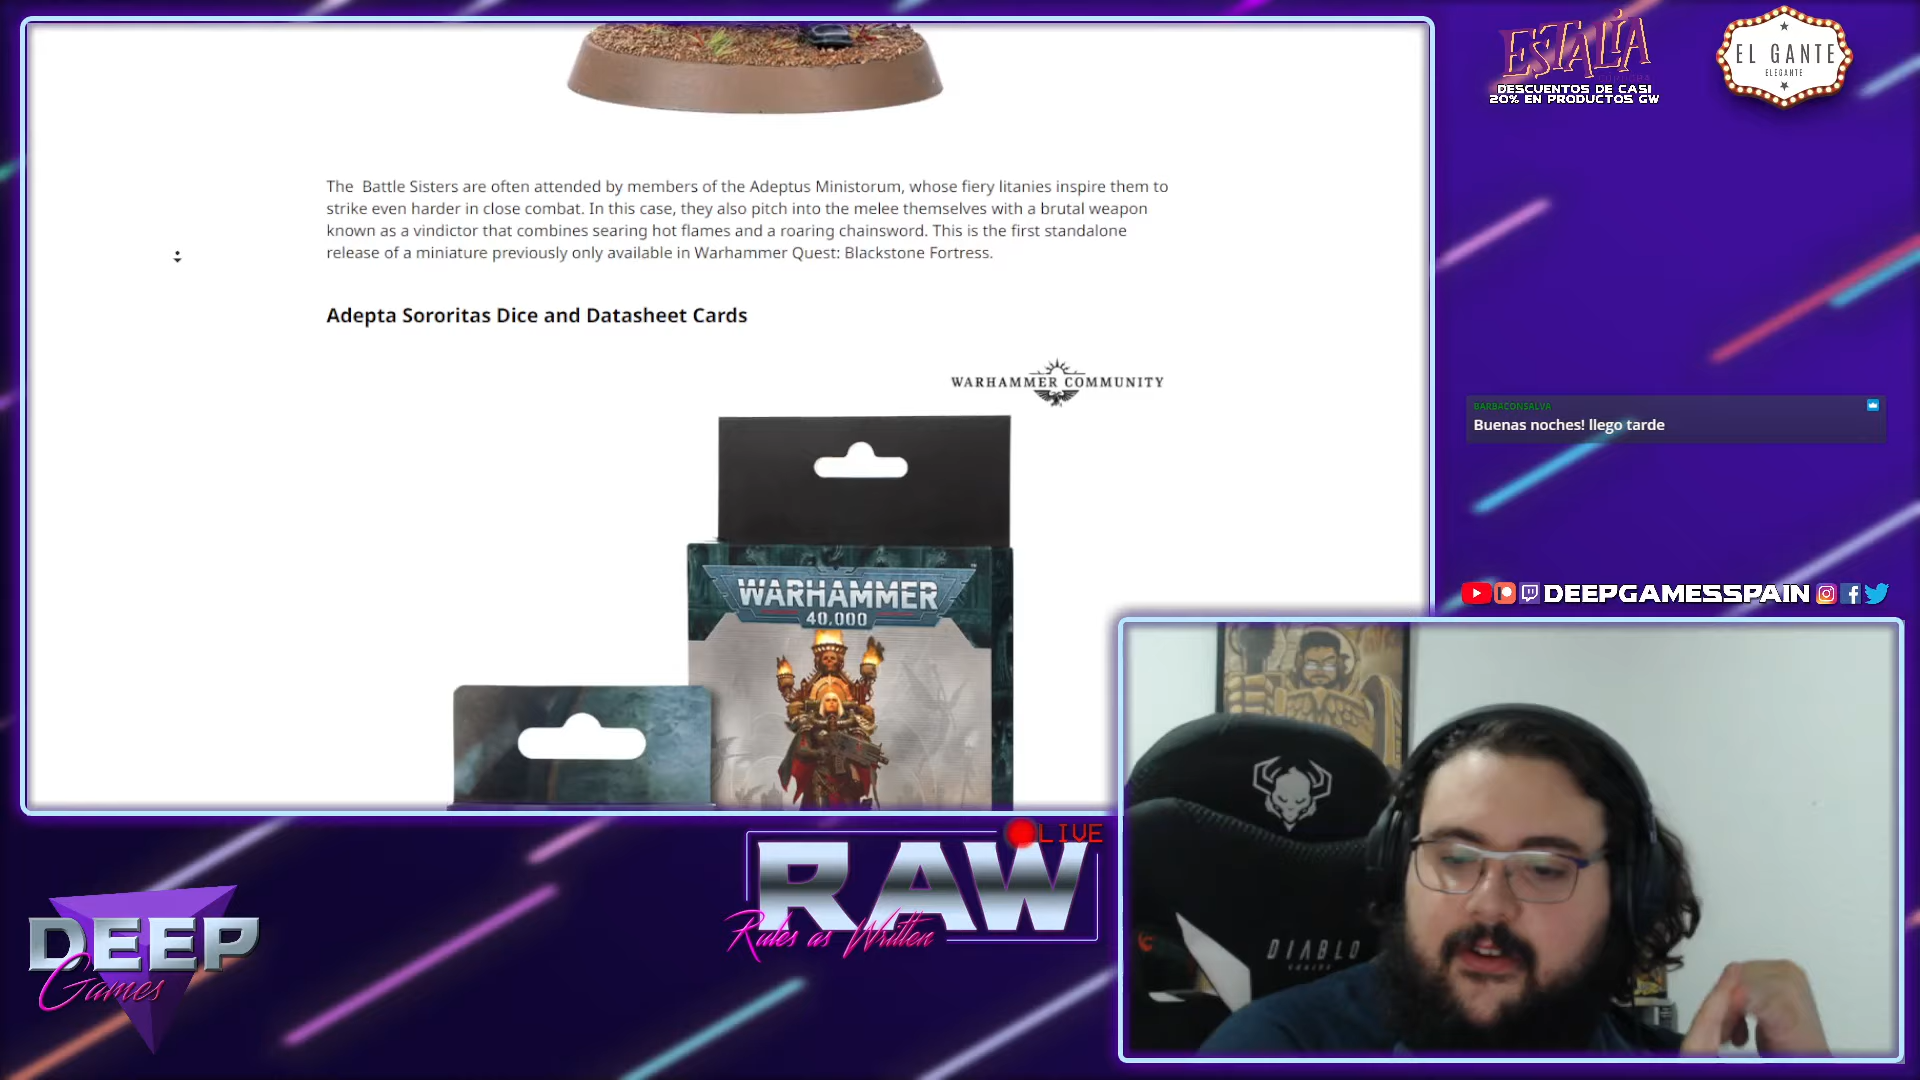 ESTALIA
DESCUENTOS DE CASI
20% EN PRODUCTOS GW
EL GANTE
ELEGANTE
The Battle Sisters are often attended by members of the Adeptus Ministorum, whose fiery litanies inspire them to
strike even harder in close combat. In this case, they also pitch into the melee themselves with a brutal weapon
known as a vindictor that combines searing hot flames and a roaring chainsword. This is the first standalone
release of a miniature previously only available in Warhammer Quest: Blackstone Fortress.
Adepta Sororitas Dice and Datasheet Cards
WARHAMMER COMMUNITY
WARHAMMER
40,000
BARBACONSALVA
Buenas noches! llego tarde
DEEPGAMESSPAIN
LIVE
RAW
Rules as Written
DEEP
Games
DIABLO